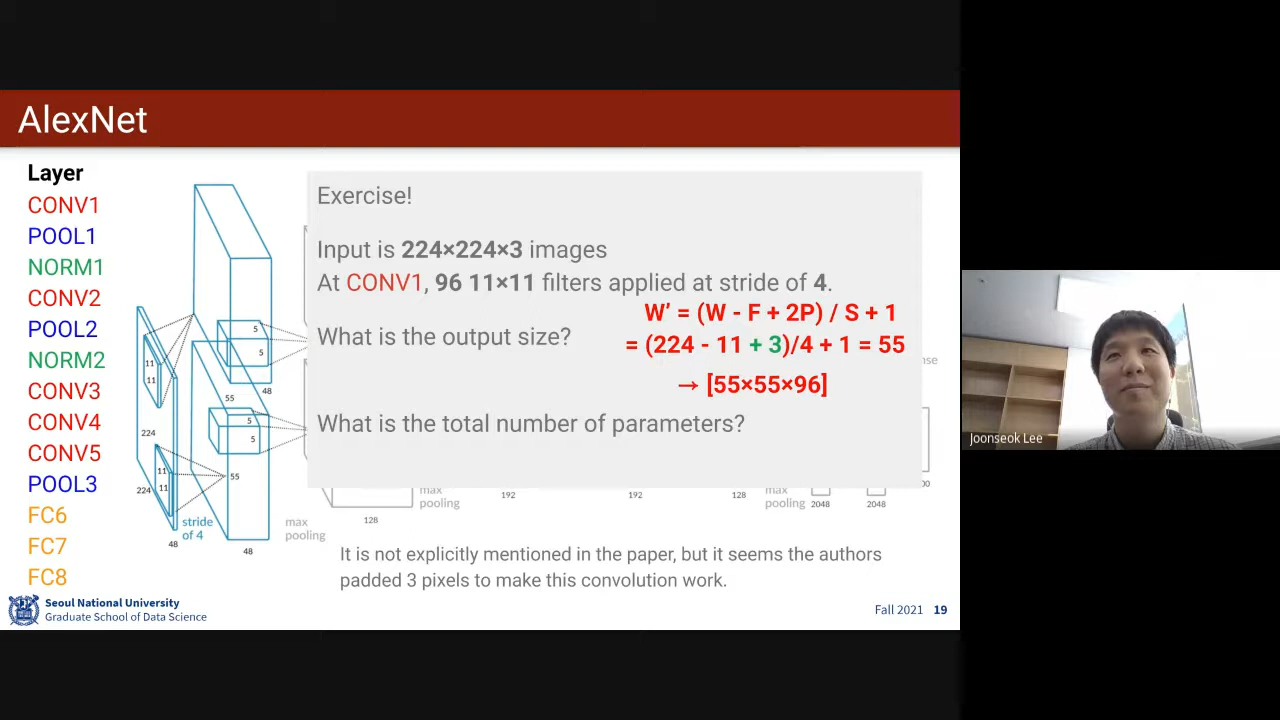 AlexNet
Layer
CONV1
POOL1
NORM1
CONV2
POOL2
NORM2
CONV3
CONV4
CONV5
POOL3
FC6
FC7
FC8
Exercise!
Input is 224×224×3 images
At CONV1, 96 11×11 filters applied at stride of 4.
What is the output size?
W’ = (W - F + 2P) / S + 1
= (224 - 11 + 3)/4 + 1 = 55
→ [55×55×96]
What is the total number of parameters?
11
11
224
11
11
224
48
stride
of 4
5
5
48
55
5
5
55
48
max
pooling
128
max
pooling
192
192
128
max
pooling
2048
2048
It is not explicitly mentioned in the paper, but it seems the authors
padded 3 pixels to make this convolution work.
Seoul National University
Graduate School of Data Science
Fall 2021 19
Joonseok Lee